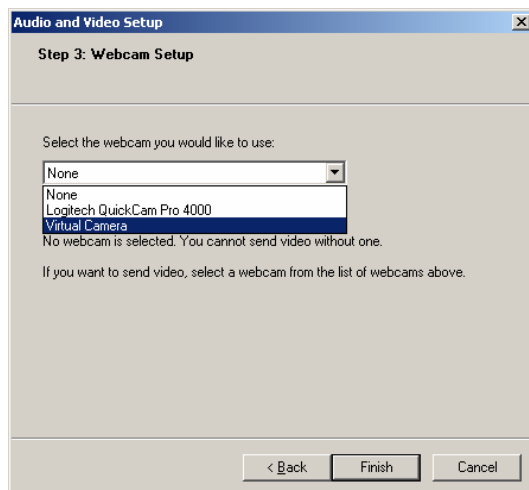 Audio and Video Setup
Step 3: Webcam Setup
Select the webcam you would like to use:
None
None
Logitech QuickCam Pro 4000
Virtual Camera
No webcam is selected. You cannot send video without one.
If you want to send video, select a webcam from the list of webcams above.
< Back Finish Cancel